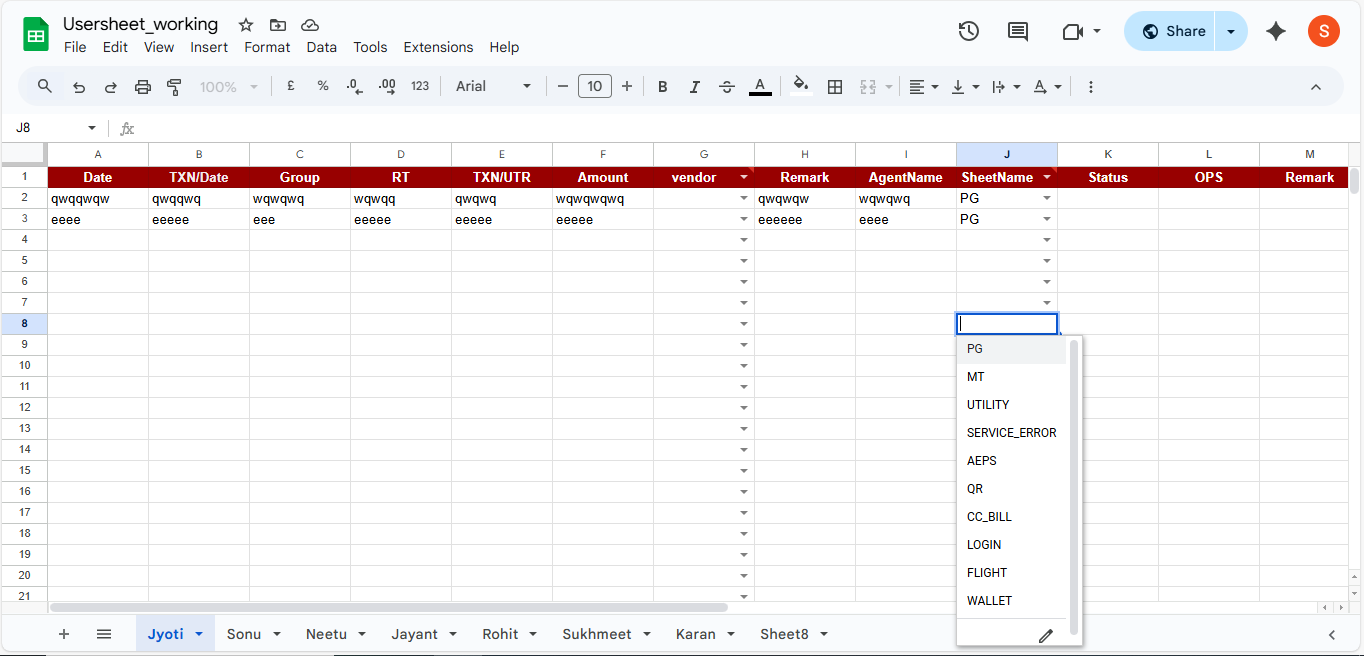 Usersheet_working
File Edit View Insert Format Data Tools Extensions Help
Share
S
100% £ % .0 .00 123 Arial 10 B I A A
J8 fx
A B C D E F G H I J K L M
1 Date TXN/Date Group RT TXN/UTR Amount vendor Remark AgentName SheetName Status OPS Remark
2 qwqqwqw qwqqwq wqwqwq wqwqq qwqwq wqwqwqwq qwqwqw wqwqwq PG
3 eeee eeeee eee eeeee eeeee eeeee eeeeee eeee PG
4
5
6
7
8
9 PG
10 MT
11
12 UTILITY
13 SERVICE_ERROR
14 AEPS
15
16 QR
17 CC_BILL
18 LOGIN
19
20 FLIGHT
21 WALLET
Jyoti Sonu Neetu Jayant Rohit Sukhmeet Karan Sheet8